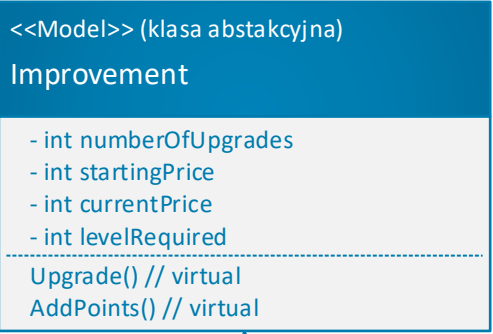 <<Model>> (klasa abstakcyjna)
Improvement
- int numberOfUpgrades
- int startingPrice
- int currentPrice
- int levelRequired
Upgrade() // virtual
AddPoints() // virtual